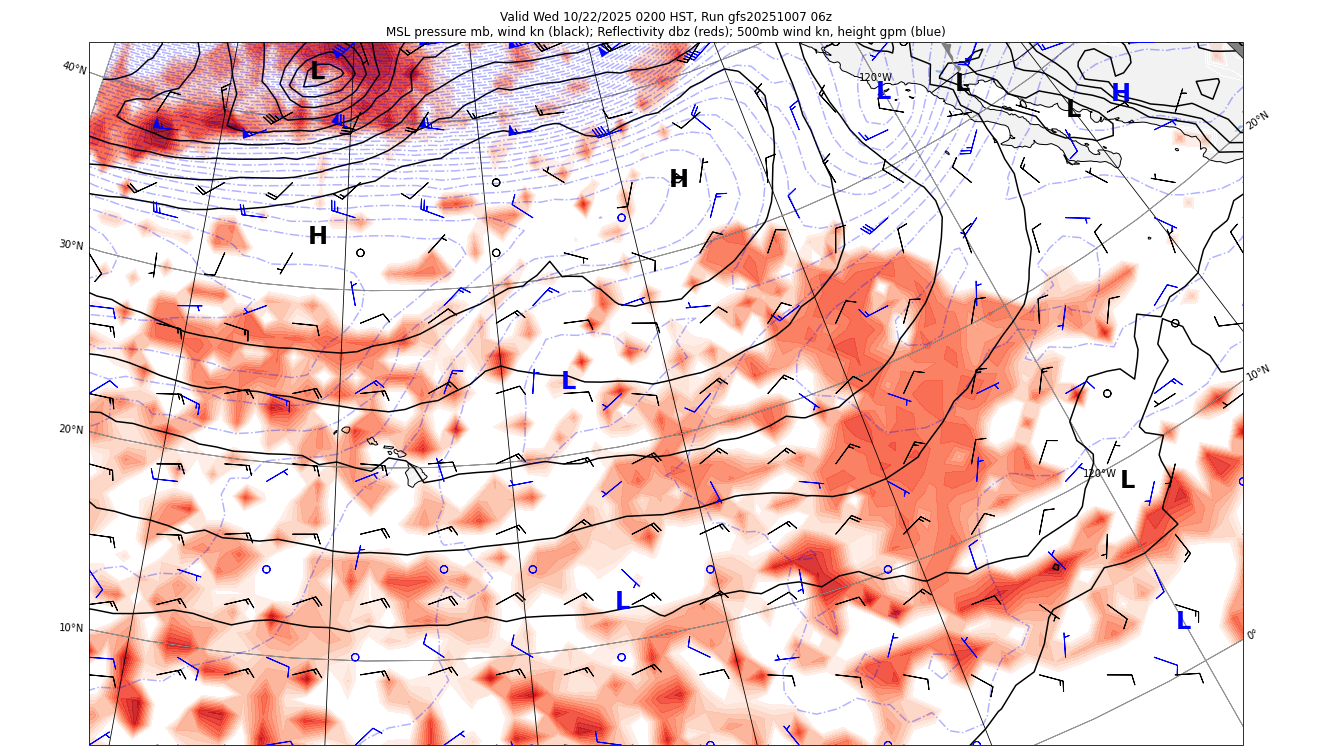 Valid Wed 10/22/2025 0200 HST, Run gfs20251007 06z
MSL pressure mb, wind kn (black); Reflectivity dbz (reds); 500mb wind kn, height gpm (blue)
40°N
L
120°W
L
L
H
L
20°N
H
H
30°N
L
10°N
20°N
120°W
L
L
10°N
L
0°